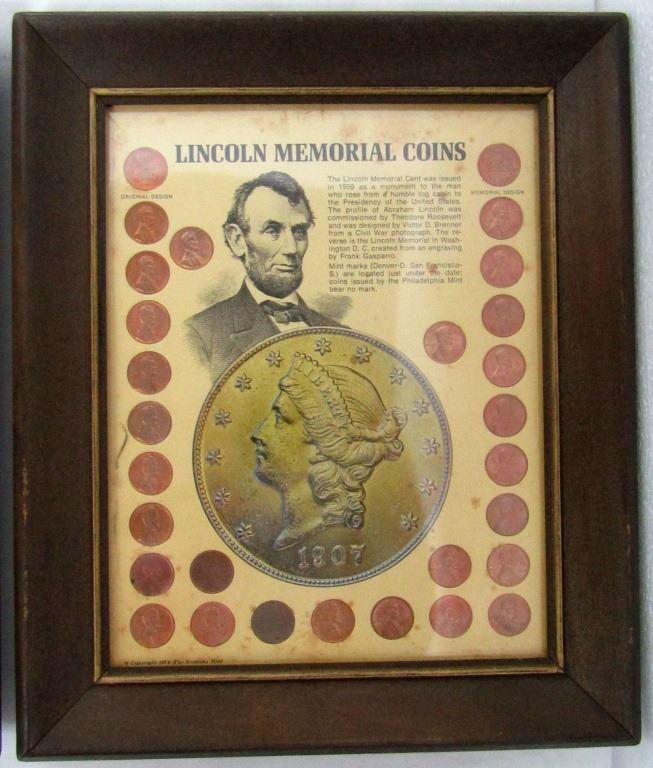 LINCOLN MEMORIAL COINS
ORIGINAL DESIGN
MEMORIAL DESIGN
The Lincoln Memorial Cent was issued
in 1959 as a monument to the man
who rose from a humble log cabin to
the Presidency of the United States.
The profile of Abraham Lincoln was
commissioned by Theodore Roosevelt
and was designed by Victor D. Brenner
from a Civil War photograph. The re-
verse is the Lincoln Memorial in Wash-
ington D. C. created from an engraving
by Frank Gasparro.
Mint marks (Denver-D. San Francisco-
S.) are located just under the date;
coins issued by the Philadelphia Mint
bear no mark.
LIBERTY
1907
© Copyright The Mint